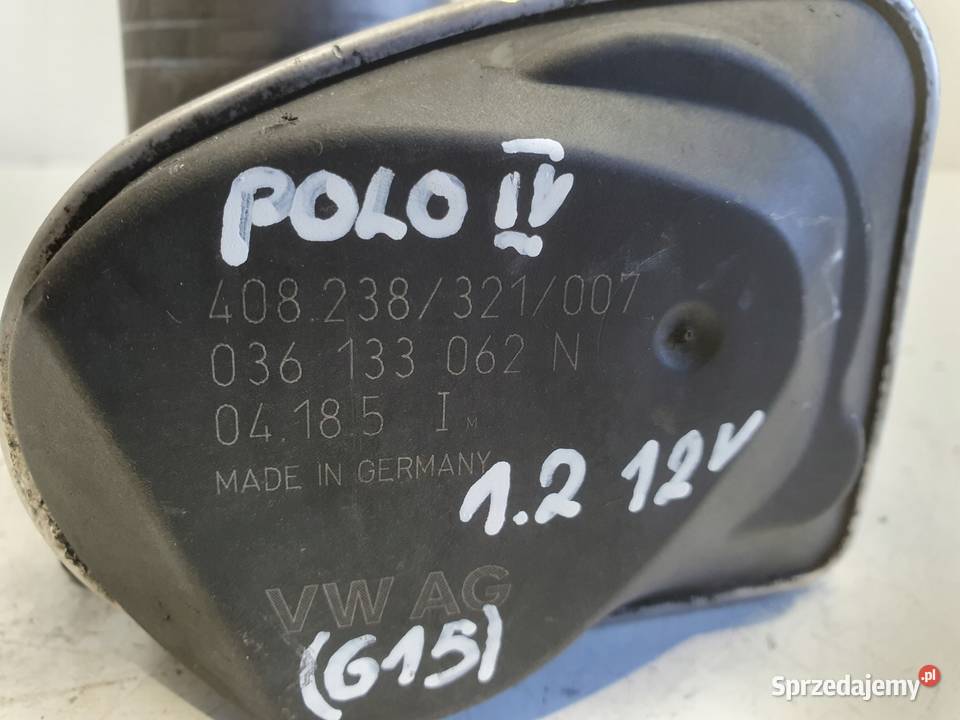 POLO IV
408.238/321/007
036 133 062 N
04.18.5 I M
MADE IN GERMANY
1.2 12V
VW AG
(G15)
Sprzedajemy.pl